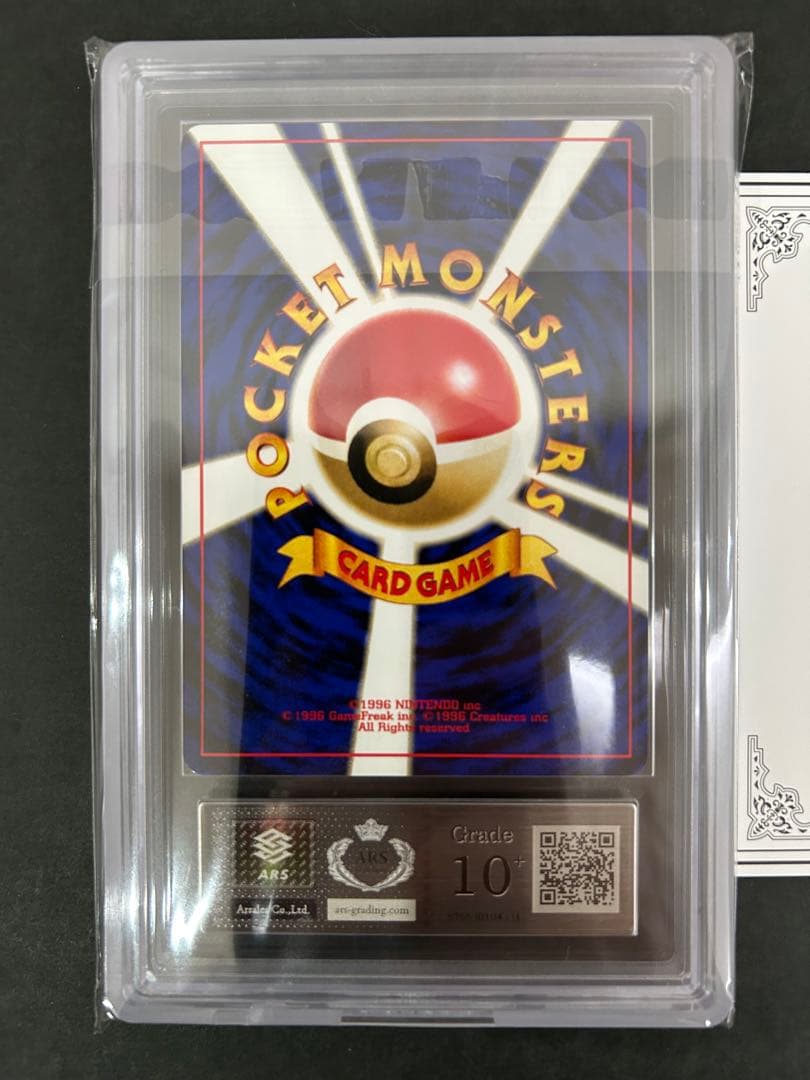 POCKET MONSTERS
CARD GAME
©1996 NINTENDO inc
©1996 GameFreak inc. ©1996 Creatures inc
All Rights reserved
ARS
Arsales Co.,Ltd.
ARS
ars-grading.com
Grade
10+